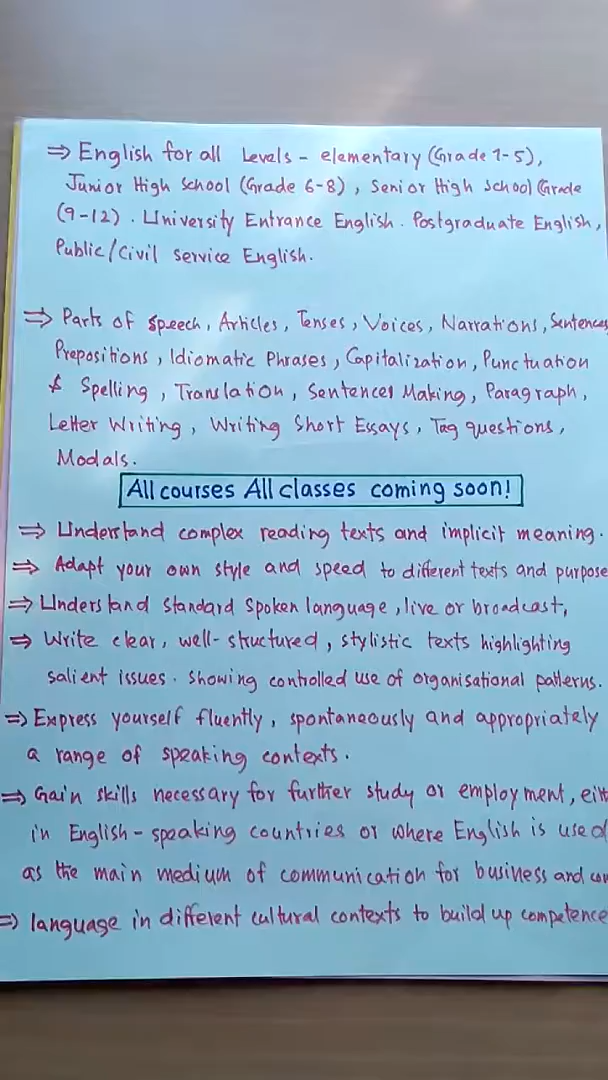 ⇒ English for all Levels - elementary (Grade 1-5),
Junior High School (Grade 6-8), Senior High School (Grade
(9-12). University Entrance English. Postgraduate English,
Public/Civil Service English.
⇒ Parts of Speech, Articles, Tenses, Voices, Narrations, Sentences
Prepositions, Idiomatic Phrases, Capitalization, Punctuation
& Spelling, Translation, Sentences Making, Paragraph,
Letter Writing, Writing Short Essays, Tag questions,
Modals.
All courses All classes coming soon!
⇒ Understand complex reading texts and implicit meaning.
⇒ Adapt your own style and speed to different texts and purpose
⇒ Understand Standard Spoken language, live or broadcast,
⇒ Write clear, well-structured, stylistic texts highlighting
salient issues. Showing controlled use of organisational patterns.
⇒ Express yourself fluently, spontaneously and appropriately
a range of speaking contexts.
⇒ Gain skills necessary for further study or employment,
in English-speaking countries or where English is used
as the main medium of communication for business and
⇒ language in different cultural contexts to build up competence